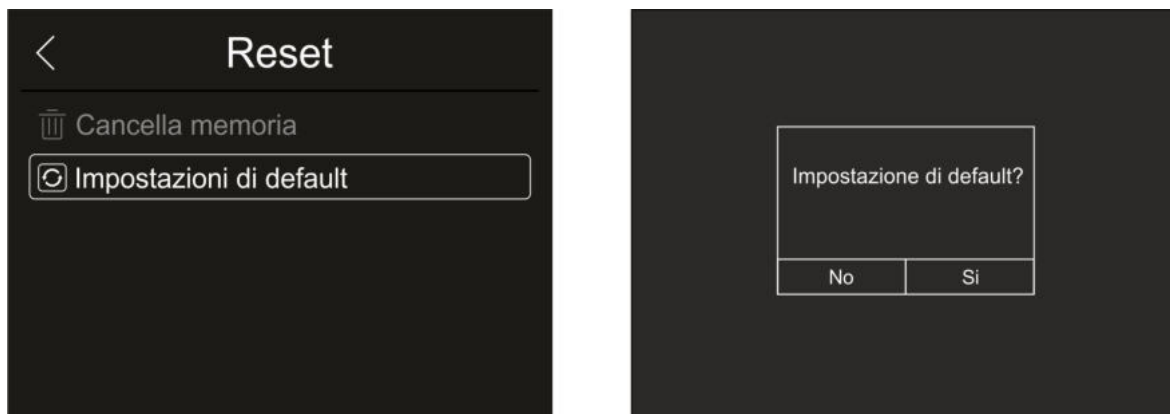 Reset
Cancella memoria
Impostazioni di default
Impostazione di default?
No
Si